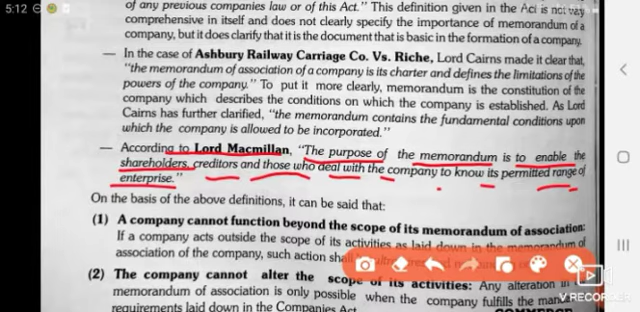 5:12
of any previous companies law or of this Act." This definition given in the Act is not very
comprehensive in itself and does not clearly specify the importance of memorandum of a
company, but it does clarify that it is the document that is basic in the formation of a company.
— In the case of Ashbury Railway Carriage Co. Vs. Riche, Lord Cairns made it clear that,
"the memorandum of association of a company is its charter and defines the limitations of the
powers of the company." To put it more clearly, memorandum is the constitution of the
company which describes the conditions on which the company is established. As Lord
Cairns has further clarified, "the memorandum contains the fundamental conditions upon
which the company is allowed to be incorporated."
— According to Lord Macmillan, "The purpose of the memorandum is to enable the
shareholders, creditors and those who deal with the company to know its permitted range of
enterprise."
On the basis of the above definitions, it can be said that:
(1) A company cannot function beyond the scope of its memorandum of association:
If a company acts outside the scope of its activities as laid down in the memorandum of
association of the company, such action shall
(2) The company cannot alter the scope of its activities: Any alteration in
memorandum of association is only possible when the company fulfills the
requirements laid down in the Companies Act.
V RECORDER